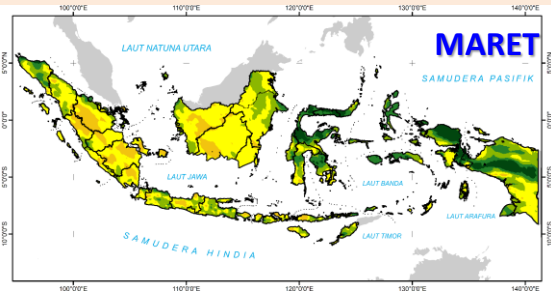 100°0'0"E 110°0'0"E 120°0'0"E 130°0'0"E 140°0'0"E
MARET
LAUT NATUNA UTARA
SAMUDERA PASIFIK
5°0'0"N 5°0'0"N
0°0'0" 0°0'0"
LAUT JAWA
LAUT BANDA
5°0'0"S 5°0'0"S
LAUT ARAFURA
SAMUDERA HINDIA
LAUT TIMOR
10°0'0"S 10°0'0"S
100°0'0"E 110°0'0"E 120°0'0"E 130°0'0"E 140°0'0"E